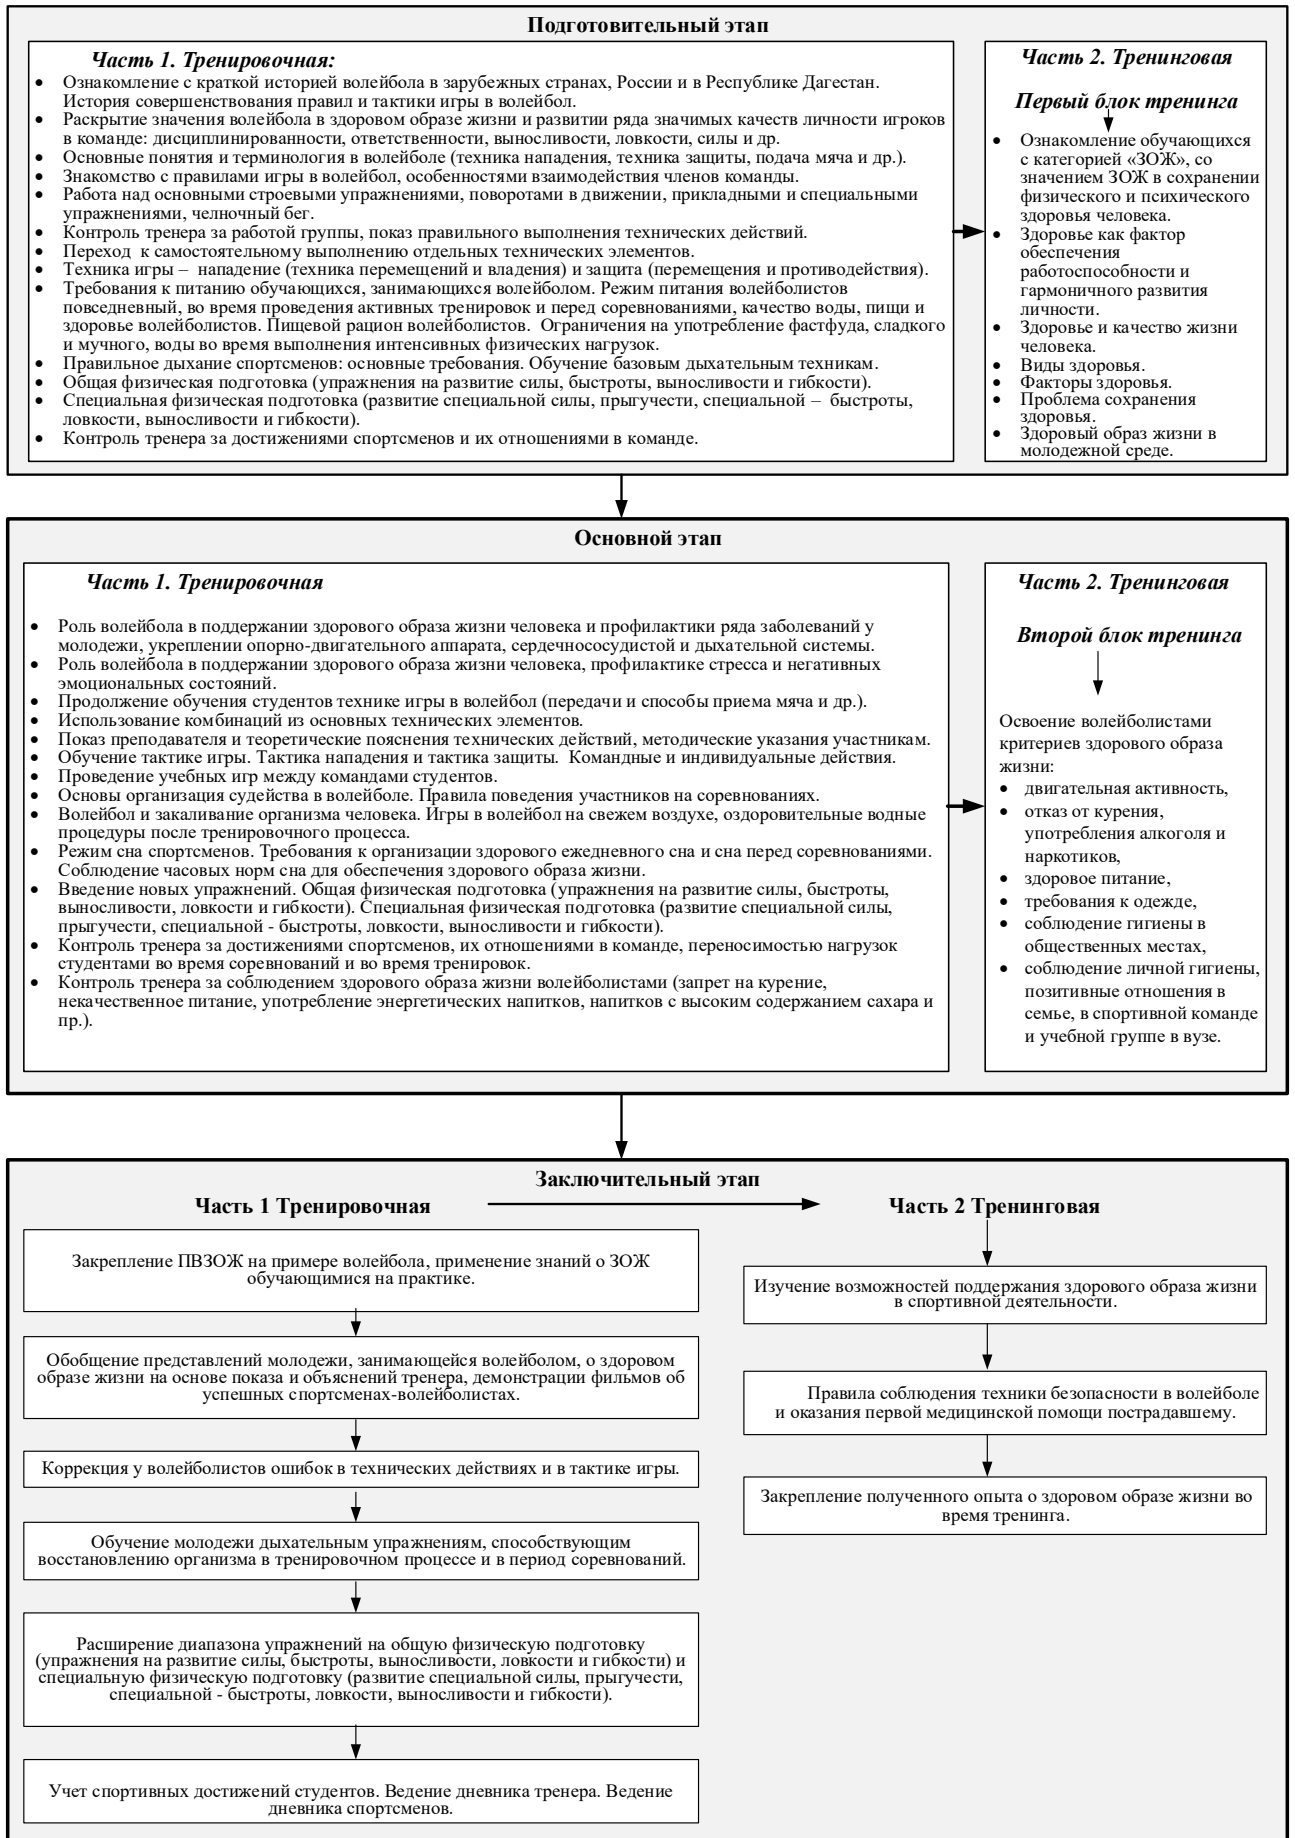 Подготовительный этап
Часть 1. Тренировочная:
• Ознакомление с краткой историей волейбола в зарубежных странах, России и в Республике Дагестан.
История совершенствования правил и тактики игры в волейбол.
• Раскрытие значения волейбола в здоровом образе жизни и развитии ряда значимых качеств личности игроков
в команде: дисциплинированности, ответственности, выносливости, ловкости, силы и др.
• Основные понятия и терминология в волейболе (техника нападения, техника защиты, подача мяча и др.).
• Знакомство с правилами игры в волейбол, особенностями взаимодействия членов команды.
• Работа над основными строевыми упражнениями, поворотами в движении, прикладными и специальными
упражнениями, челночный бег.
• Контроль тренера за работой группы, показ правильного выполнения технических действий.
• Переход к самостоятельному выполнению отдельных технических элементов.
• Техника игры – нападение (техника перемещений и владения) и защита (перемещения и противодействия).
• Требования к питанию обучающихся, занимающихся волейболом. Режим питания волейболистов
повседневный, во время проведения активных тренировок и перед соревнованиями, качество воды, пищи и
здоровье волейболистов. Пищевой рацион волейболистов. Ограничения на употребление фастфуда, сладкого
и мучного, воды во время выполнения интенсивных физических нагрузок.
• Правильное дыхание спортсменов: основные требования. Обучение базовым дыхательным техникам.
• Общая физическая подготовка (упражнения на развитие силы, быстроты, выносливости и гибкости).
• Специальная физическая подготовка (развитие специальной силы, прыгучести, специальной – быстроты,
ловкости, выносливости и гибкости).
• Контроль тренера за достижениями спортсменов и их отношениями в команде.
Часть 2. Тренинговая
Первый блок тренинга
• Ознакомление обучающихся
с категорией «ЗОЖ», со
значением ЗОЖ в сохранении
физического и психического
здоровья человека.
• Здоровье как фактор
обеспечения
работоспособности и
гармоничного развития
личности.
• Здоровье и качество жизни
человека.
• Виды здоровья.
• Факторы здоровья.
• Проблема сохранения
здоровья.
• Здоровый образ жизни в
молодежной среде.
Основной этап
Часть 1. Тренировочная
• Роль волейбола в поддержании здорового образа жизни человека и профилактики ряда заболеваний у
молодежи, укреплении опорно-двигательного аппарата, сердечнососудистой и дыхательной системы.
• Роль волейбола в поддержании здорового образа жизни человека, профилактике стресса и негативных
эмоциональных состояний.
• Продолжение обучения студентов технике игры в волейбол (передачи и способы приема мяча и др.).
• Использование комбинаций из основных технических элементов.
• Показ преподавателя и теоретические пояснения технических действий, методические указания участникам.
• Обучение тактике игры. Тактика нападения и тактика защиты. Командные и индивидуальные действия.
• Проведение учебных игр между командами студентов.
• Основы организация судейства в волейболе. Правила поведения участников на соревнованиях.
• Волейбол и закаливание организма человека. Игры в волейбол на свежем воздухе, оздоровительные водные
процедуры после тренировочного процесса.
• Режим сна спортсменов. Требования к организации здорового ежедневного сна и сна перед соревнованиями.
Соблюдение часовых норм сна для обеспечения здорового образа жизни.
• Введение новых упражнений. Общая физическая подготовка (упражнения на развитие силы, быстроты,
выносливости, ловкости и гибкости). Специальная физическая подготовка (развитие специальной силы,
прыгучести, специальной - быстроты, ловкости, выносливости и гибкости).
• Контроль тренера за достижениями спортсменов, их отношениями в команде, переносимостью нагрузок
студентами во время соревнований и во время тренировок.
• Контроль тренера за соблюдением здорового образа жизни волейболистами (запрет на курение,
некачественное питание, употребление энергетических напитков, напитков с высоким содержанием сахара и
пр.).
Часть 2. Тренинговая
Второй блок тренинга
Освоение волейболистами
критериев здорового образа
жизни:
• двигательная активность,
• отказ от курения,
употребления алкоголя и
наркотиков,
• здоровое питание,
• требования к одежде,
• соблюдение гигиены в
общественных местах,
• соблюдение личной гигиены,
позитивные отношения в
семье, в спортивной команде
и учебной группе в вузе.
Заключительный этап
Часть 1 Тренировочная
Закрепление ПВЗОЖ на примере волейбола, применение знаний о ЗОЖ
обучающимися на практике.
Обобщение представлений молодежи, занимающейся волейболом, о здоровом
образе жизни на основе показа и объяснений тренера, демонстрации фильмов об
успешных спортсменах-волейболистах.
Коррекция у волейболистов ошибок в технических действиях и в тактике игры.
Обучение молодежи дыхательным упражнениям, способствующим
восстановлению организма в тренировочном процессе и в период соревнований.
Расширение диапазона упражнений на общую физическую подготовку
(упражнения на развитие силы, быстроты, выносливости, ловкости и гибкости) и
специальную физическую подготовку (развитие специальной силы, прыгучести,
специальной - быстроты, ловкости, выносливости и гибкости).
Учет спортивных достижений студентов. Ведение дневника тренера. Ведение
дневника спортсменов.
Часть 2 Тренинговая
Изучение возможностей поддержания здорового образа жизни
в спортивной деятельности.
Правила соблюдения техники безопасности в волейболе
и оказания первой медицинской помощи пострадавшему.
Закрепление полученного опыта о здоровом образе жизни во
время тренинга.